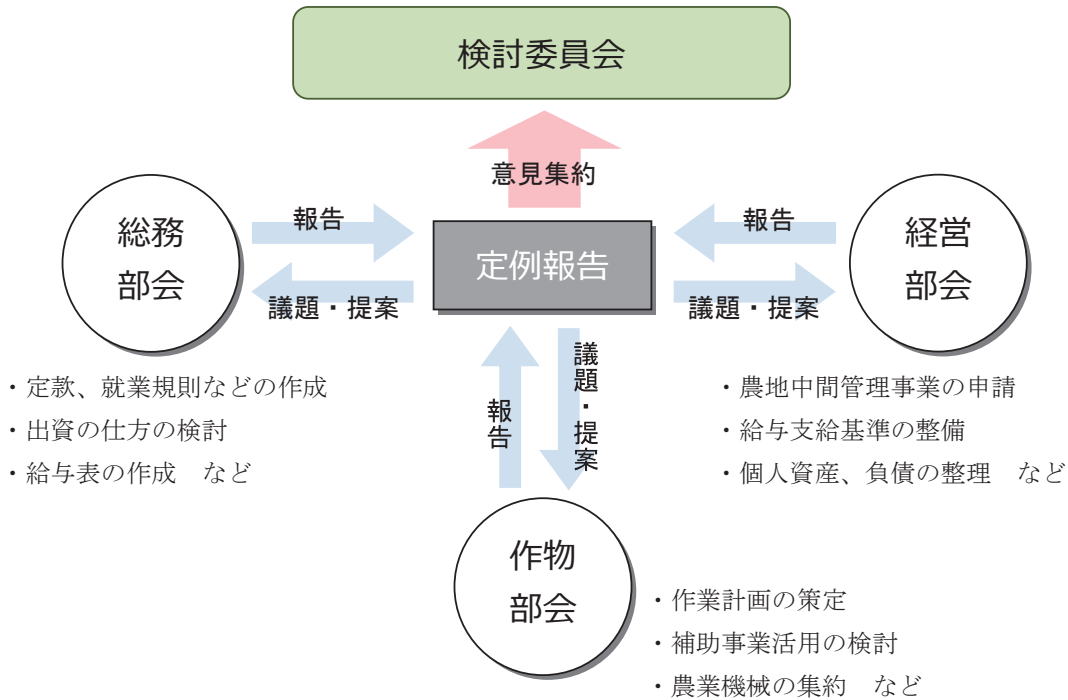 検討委員会
意見集約
総務
部会
報告
議題・提案
定例報告
報告
議題・提案
経営
部会
・定款、就業規則などの作成
・出資の仕方の検討
・給与表の作成　など
報告
議題・提案
・農地中間管理事業の申請
・給与支給基準の整備
・個人資産、負債の整理　など
作物
部会
・作業計画の策定
・補助事業活用の検討
・農業機械の集約　など